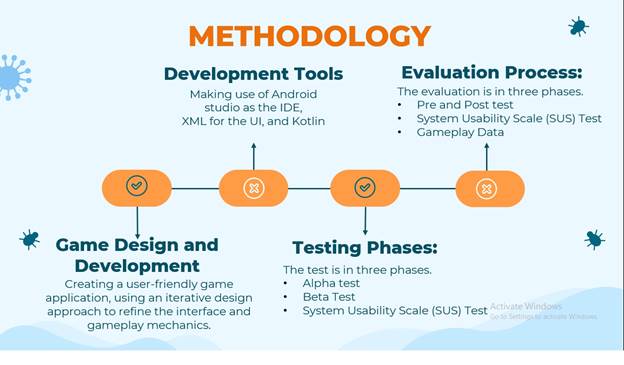 METHODOLOGY
Development Tools
Making use of Android
studio as the IDE,
XML for the UI, and Kotlin
Evaluation Process:
The evaluation is in three phases.
• Pre and Post test
• System Usability Scale (SUS) Test
• Gameplay Data
Game Design and
Development
Creating a user-friendly game
application, using an iterative design
approach to refine the interface and
gameplay mechanics.
Testing Phases:
The test is in three phases.
• Alpha test
• Beta Test
• System Usability Scale (SUS) Test
Activate Windows
Go to Settings to activate Windows.